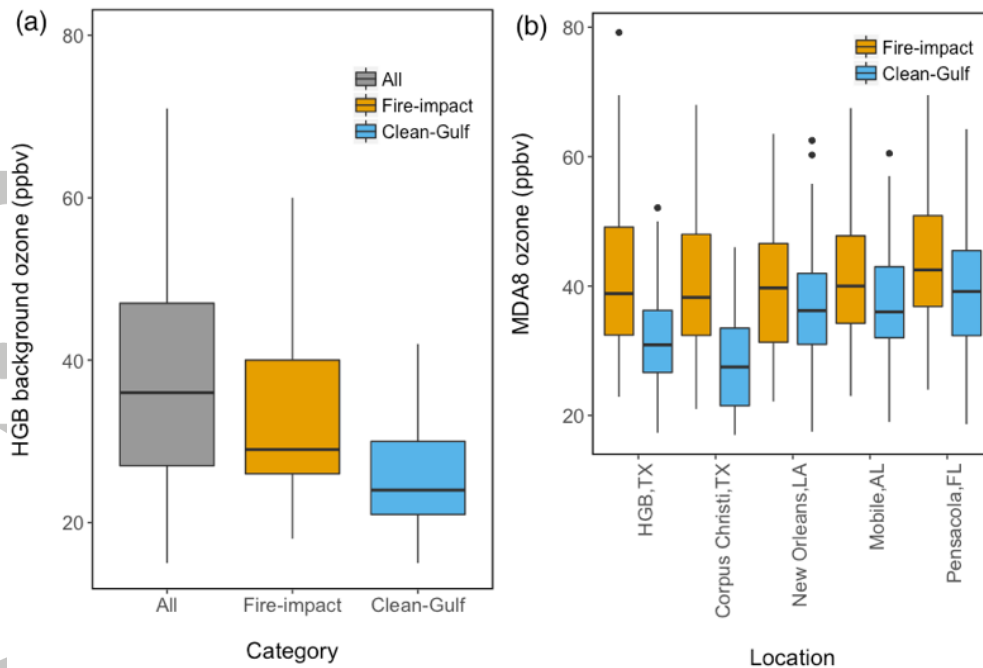 (a)
80
60
40
20
HGB background ozone (ppbv)
All
Fire-impact
Clean-Gulf
All
Fire-impact
Clean-Gulf
Category
(b)
80
60
40
20
MDA8 ozone (ppbv)
Fire-impact
Clean-Gulf
HGB,TX
Corpus Christi,TX
New Orleans,LA
Mobile,AL
Pensacola,FL
Location